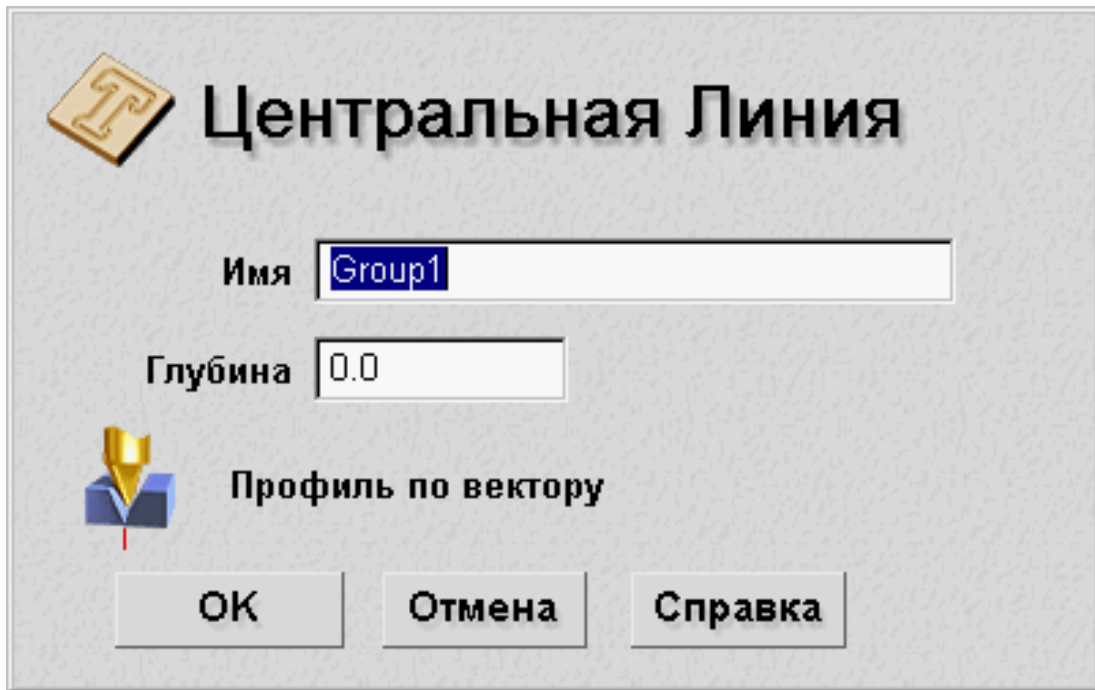 Центральная Линия
Имя Group1
Глубина 0.0
Профиль по вектору
OK Отмена Справка